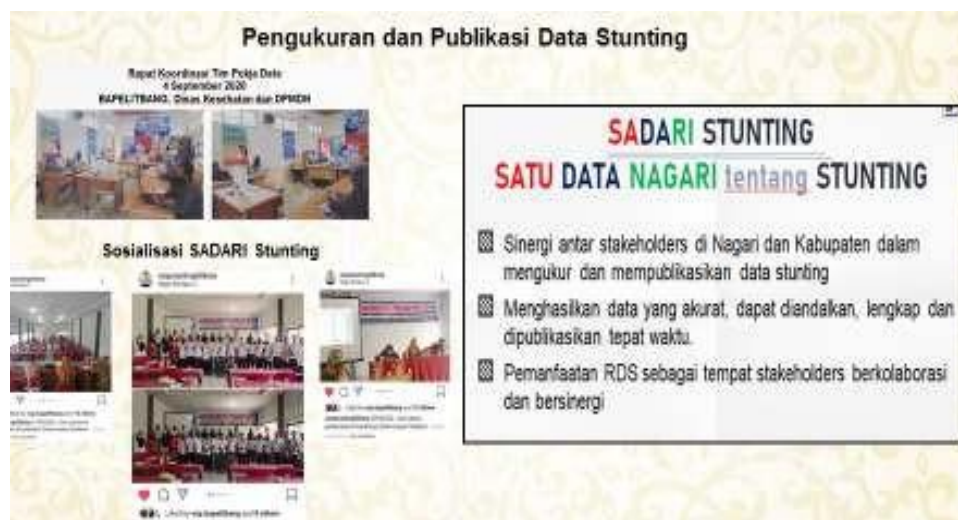 Pengukuran dan Publikasi Data Stunting
Rapat Koordinasi Tim Pokja Data
4 September 2020
BAPELITBANG, Dinas Kesehatan dan DPMDN
Sosialisasi SADARI Stunting
SADARI STUNTING
SATU DATA NAGARI tentang STUNTING
Sinergi antar stakeholders di Nagari dan Kabupaten dalam
mengukur dan mempublikasikan data stunting
Menghasilkan data yang akurat, dapat diandalkan, lengkap dan
dipublikasikan tepat waktu.
Pemanfaatan RDS sebagai tempat stakeholders berkolaborasi
dan bersinergi